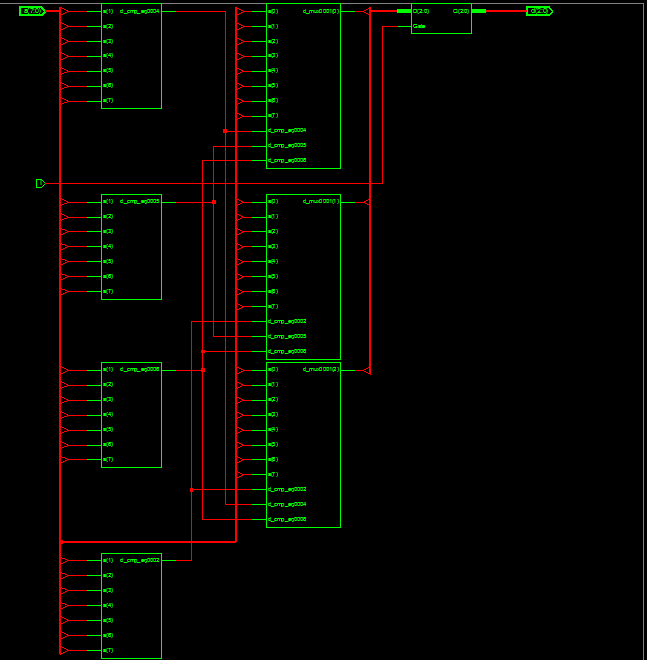 a(7:0)
a(1) d_cmp_eq0004
a(2)
a(3)
a(4)
a(5)
a(6)
a(7)
a(0) d_mux0001(0)
a(1)
a(2)
a(3)
a(4)
a(5)
a(6)
a(7)
d_cmp_eq0004
d_cmp_eq0005
d_cmp_eq0006
D(2:0) Q(2:0)
Gate
d(2:0)
a(1) d_cmp_eq0005
a(2)
a(3)
a(4)
a(5)
a(6)
a(7)
a(0) d_mux0001(1)
a(1)
a(2)
a(3)
a(4)
a(5)
a(6)
a(7)
d_cmp_eq0002
d_cmp_eq0005
d_cmp_eq0006
a(1) d_cmp_eq0006
a(2)
a(3)
a(4)
a(5)
a(6)
a(7)
a(0) d_mux0001(2)
a(1)
a(2)
a(3)
a(4)
a(5)
a(6)
a(7)
d_cmp_eq0002
d_cmp_eq0004
d_cmp_eq0006
a(1) d_cmp_eq0002
a(2)
a(3)
a(4)
a(5)
a(6)
a(7)